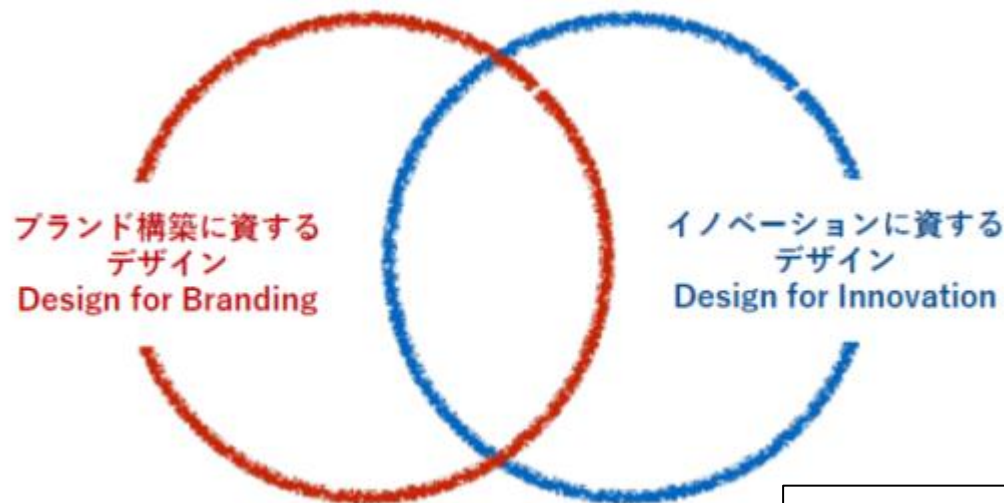 ブランド構築に資する
デザイン
Design for Branding
イノベーションに資する
デザイン
Design for Innovation